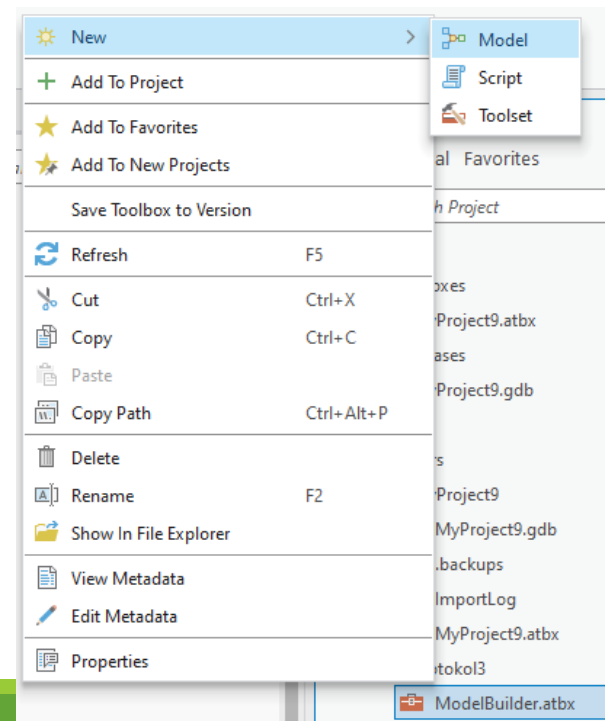 New
Model
Script
Toolset
Add To Project
Add To Favorites
Add To New Projects
Save Toolbox to Version
Refresh F5
Cut Ctrl+X
Copy Ctrl+C
Paste
Copy Path Ctrl+Alt+P
Delete
Rename F2
Show In File Explorer
View Metadata
Edit Metadata
Properties
Favorites
Project
Project9.atbx
Project9.gdb
Project9
MyProject9.gdb
.backups
ImportLog
MyProject9.atbx
ModelBuilder.atbx